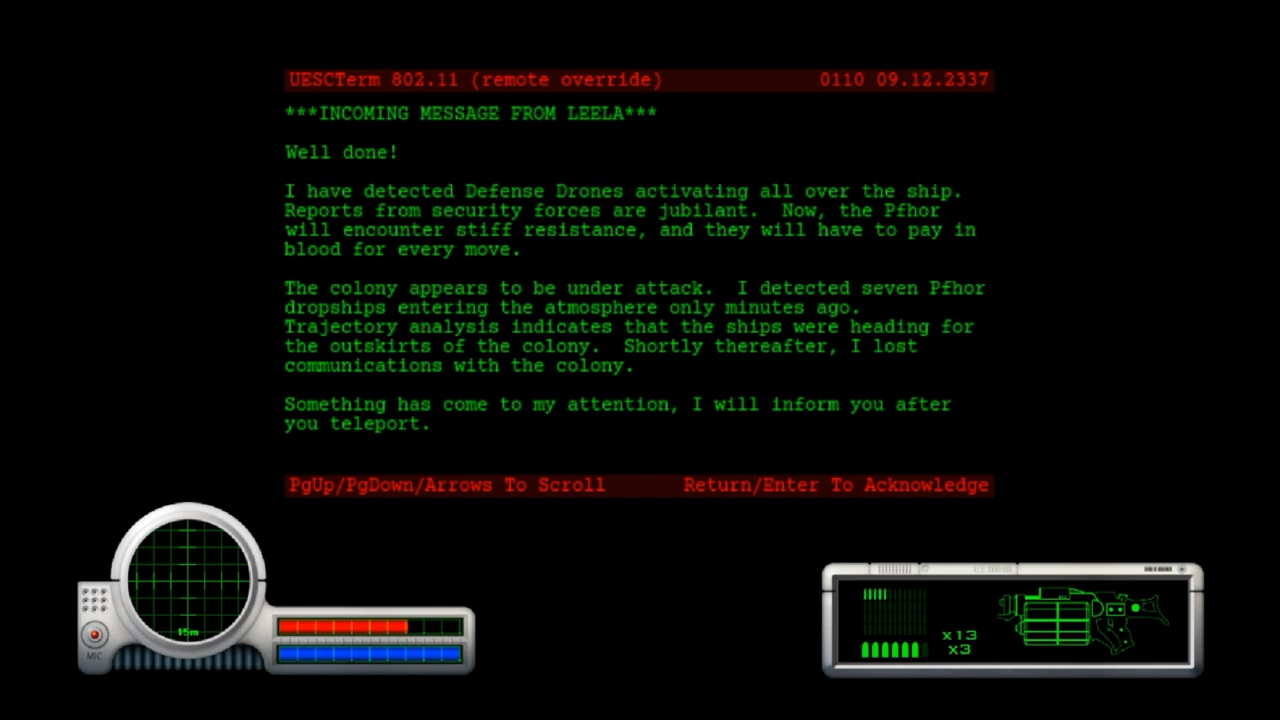 UESCTerm 802.11 (remote override) 0110 09.12.2337
***INCOMING MESSAGE FROM LEELA***
Well done!
I have detected Defense Drones activating all over the ship.
Reports from security forces are jubilant.  Now, the Pfhor
will encounter stiff resistance, and they will have to pay in
blood for every move.
The colony appears to be under attack.  I detected seven Pfhor
dropships entering the atmosphere only minutes ago.
Trajectory analysis indicates that the ships were heading for
the outskirts of the colony.  Shortly thereafter, I lost
communications with the colony.
Something has come to my attention, I will inform you after
you teleport.
PgUp/PgDown/Arrows To Scroll Return/Enter To Acknowledge
15m
MIC
x13
x3